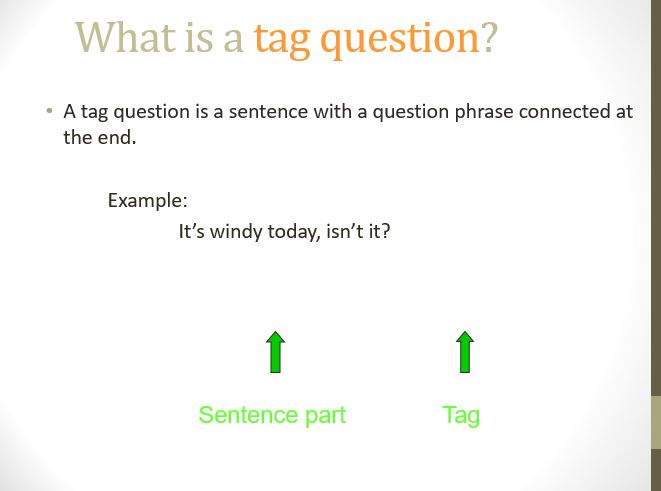 What is a tag question?
• A tag question is a sentence with a question phrase connected at
the end.
Example:
It’s windy today, isn’t it?
Sentence part Tag